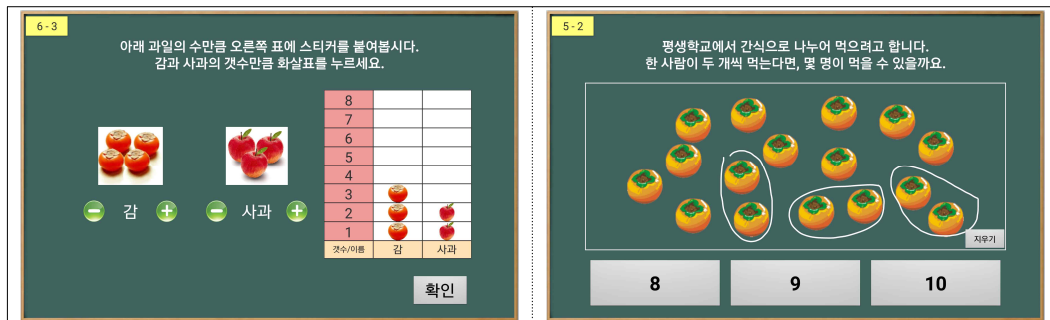 6 - 3
아래 과일의 수만큼 오른쪽 표에 스티커를 붙여봅시다.
감과 사과의 갯수만큼 화살표를 누르세요.
8
7
6
5
4
3
2
1
갯수/이름 감 사과
감
사과
확인
5 - 2
평생학교에서 간식으로 나누어 먹으려고 합니다.
한 사람이 두 개씩 먹는다면, 몇 명이 먹을 수 있을까요.
지우기
8 9 10